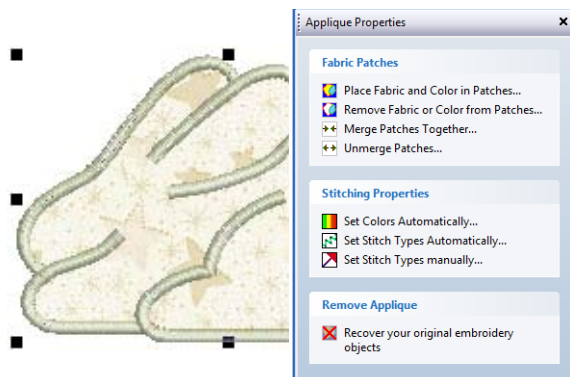 Applique Properties
Fabric Patches
Place Fabric and Color in Patches...
Remove Fabric or Color from Patches...
Merge Patches Together...
Unmerge Patches...
Stitching Properties
Set Colors Automatically...
Set Stitch Types Automatically...
Set Stitch Types manually...
Remove Applique
Recover your original embroidery
objects